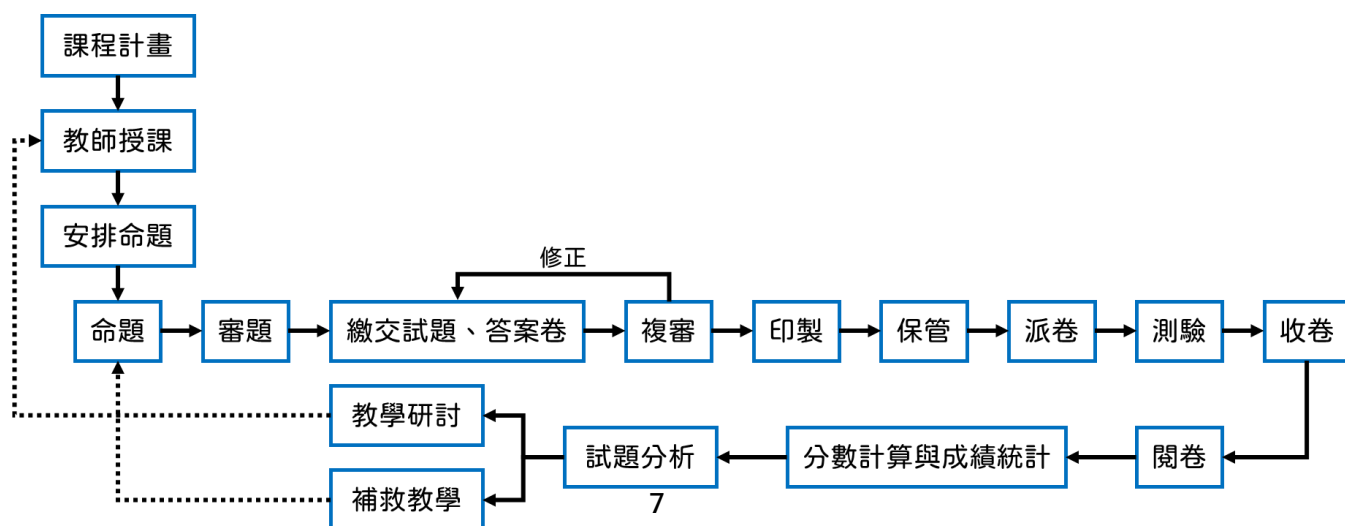 課程計畫
教師授課
安排命題
修正
命題
審題
繳交試題、答案卷
複審
印製
保管
派卷
測驗
收卷
教學研討
試題分析
分數計算與成績統計
閱卷
補救教學
7